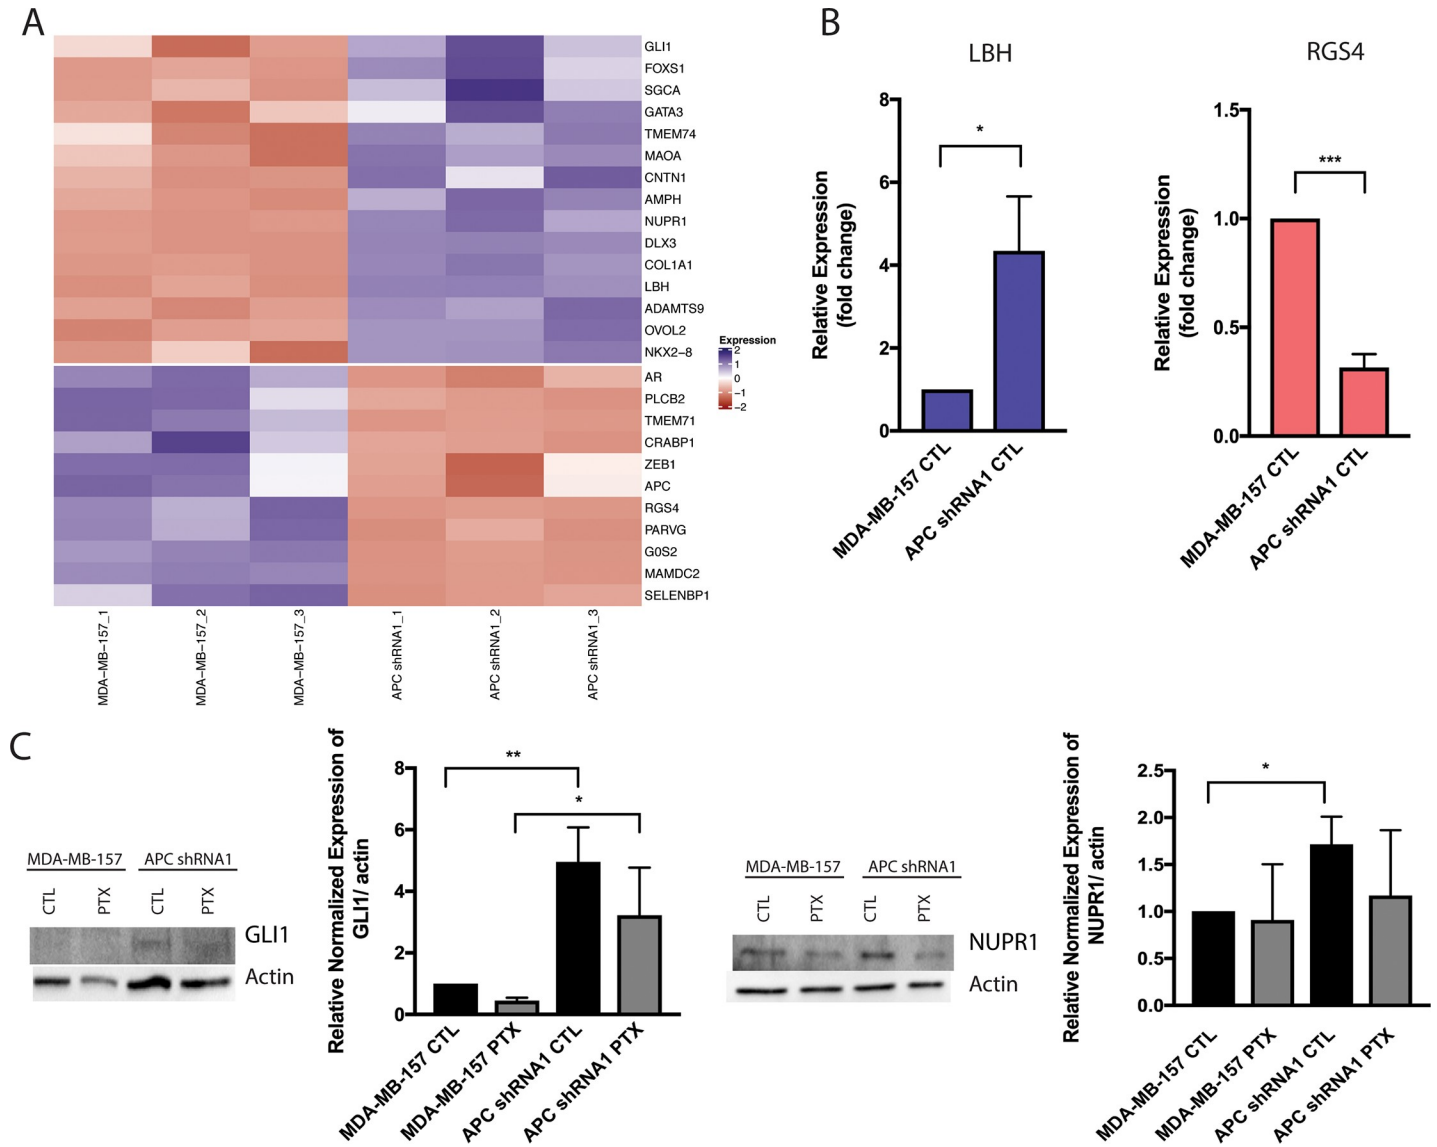 A
GLI1
FOXS1
SGCA
GATA3
TMEM74
MAOA
CNTN1
AMPH
NUPR1
DLX3
COL1A1
LBH
ADAMTS9
OVOL2
NKX2−8
AR
PLCB2
TMEM71
CRABP1
ZEB1
APC
RGS4
PARVG
G0S2
MAMDC2
SELENBP1
MDA−MB−157_1
MDA−MB−157_2
MDA−MB−157_3
APC shRNA1_1
APC shRNA1_2
APC shRNA1_3
Expression
2
1
0
−1
−2
B
LBH
Relative Expression
(fold change)
8
6
4
2
0
*
MDA-MB-157 CTL
APC shRNA1 CTL
RGS4
Relative Expression
(fold change)
1.5
1.0
0.5
0.0
***
MDA-MB-157 CTL
APC shRNA1 CTL
C
MDA-MB-157
APC shRNA1
CTL
PTX
CTL
PTX
GLI1
Actin
Relative Normalized Expression of
GLI1/ actin
8
6
4
2
0
**
*
MDA-MB-157 CTL
MDA-MB-157 PTX
APC shRNA1 CTL
APC shRNA1 PTX
MDA-MB-157
APC shRNA1
CTL
PTX
CTL
PTX
NUPR1
Actin
Relative Normalized Expression of
NUPR1/ actin
2.5
2.0
1.5
1.0
0.5
0.0
*
MDA-MB-157 CTL
MDA-MB-157 PTX
APC shRNA1 CTL
APC shRNA1 PTX